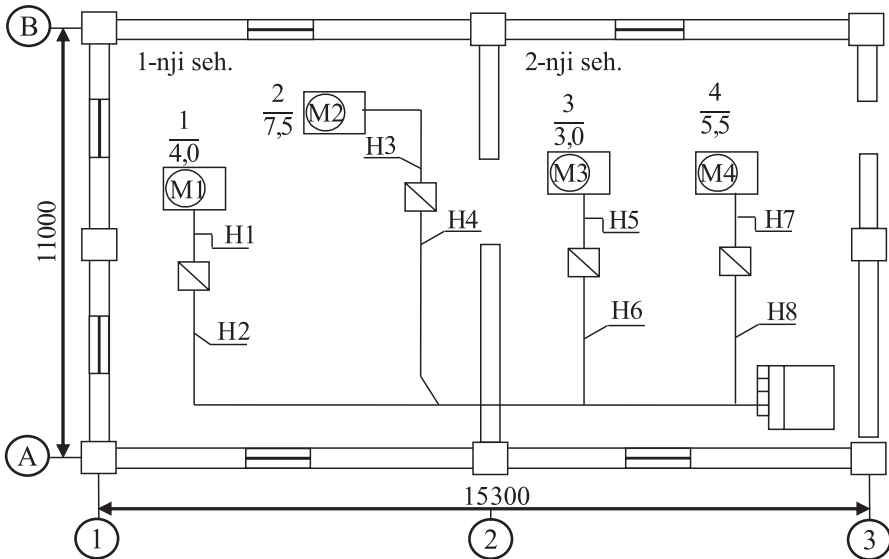 B
1-nji seh.
2-nji seh.
1
4,0
2
7,5
3
3,0
4
5,5
M1
M2
M3
M4
H1
H2
H3
H4
H5
H6
H7
H8
11000
A
15300
1
2
3